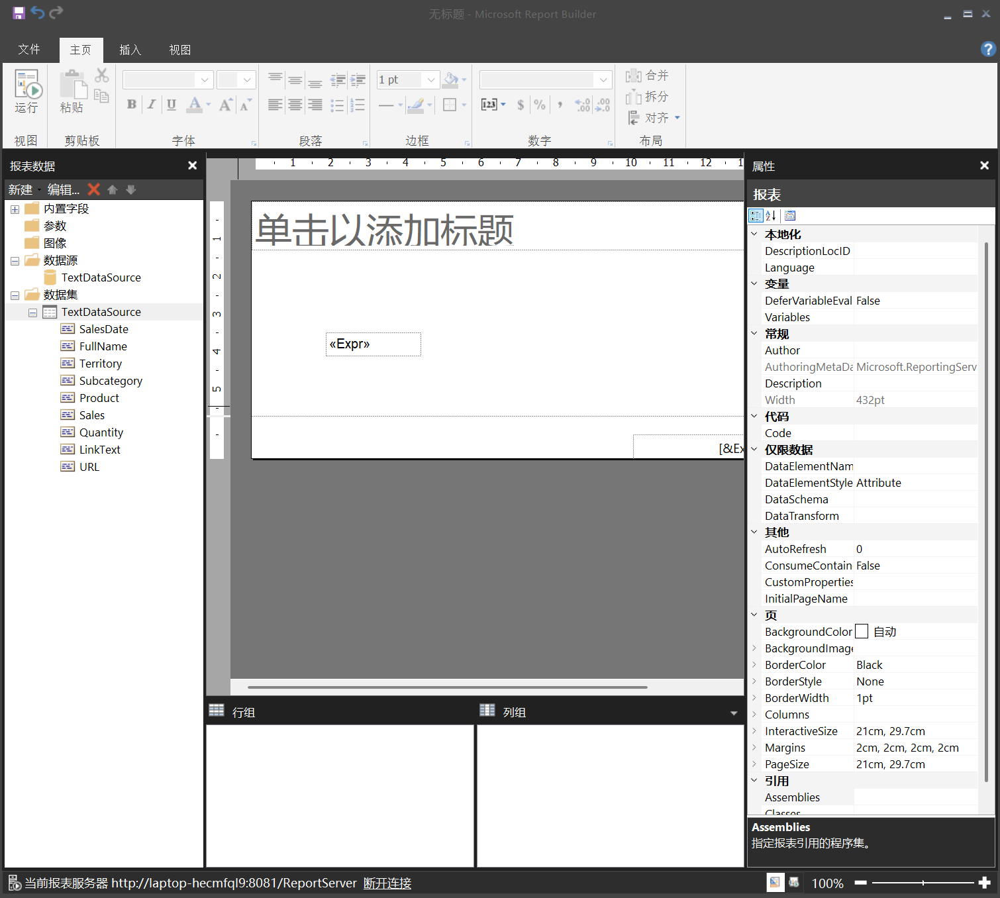 无标题 - Microsoft Report Builder
文件 主页 插入 视图
运行
视图
粘贴
剪贴板
B I U A A A
字体
段落
1 pt
边框
123 $ % , .0 .00 .00 .0
数字
合并
拆分
对齐
布局
报表数据
新建 编辑...
内置字段
参数
图像
数据源
TextDataSource
数据集
TextDataSource
SalesDate
FullName
Territory
Subcategory
Product
Sales
Quantity
LinkText
URL
1 2 3 4 5 6 7 8 9 10 11 12 1
1
2
3
4
5
单击以添加标题
«Expr»
[&Ex
行组
列组
属性
报表
本地化
DescriptionLocID
Language
变量
DeferVariableEval False
Variables
常规
Author
AuthoringMetaDa Microsoft.ReportingServ
Description
Width 432pt
代码
Code
仅限数据
DataElementNam
DataElementStyle Attribute
DataSchema
DataTransform
其他
AutoRefresh 0
ConsumeContain False
CustomProperties
InitialPageName
页
BackgroundColor 自动
BackgroundImage
BorderColor Black
BorderStyle None
BorderWidth 1pt
Columns
InteractiveSize 21cm, 29.7cm
Margins 2cm, 2cm, 2cm, 2cm
PageSize 21cm, 29.7cm
引用
Assemblies
Classes
Assemblies
指定报表引用的程序集。
当前报表服务器 http://laptop-hecmfql9:8081/ReportServer 断开连接
100%